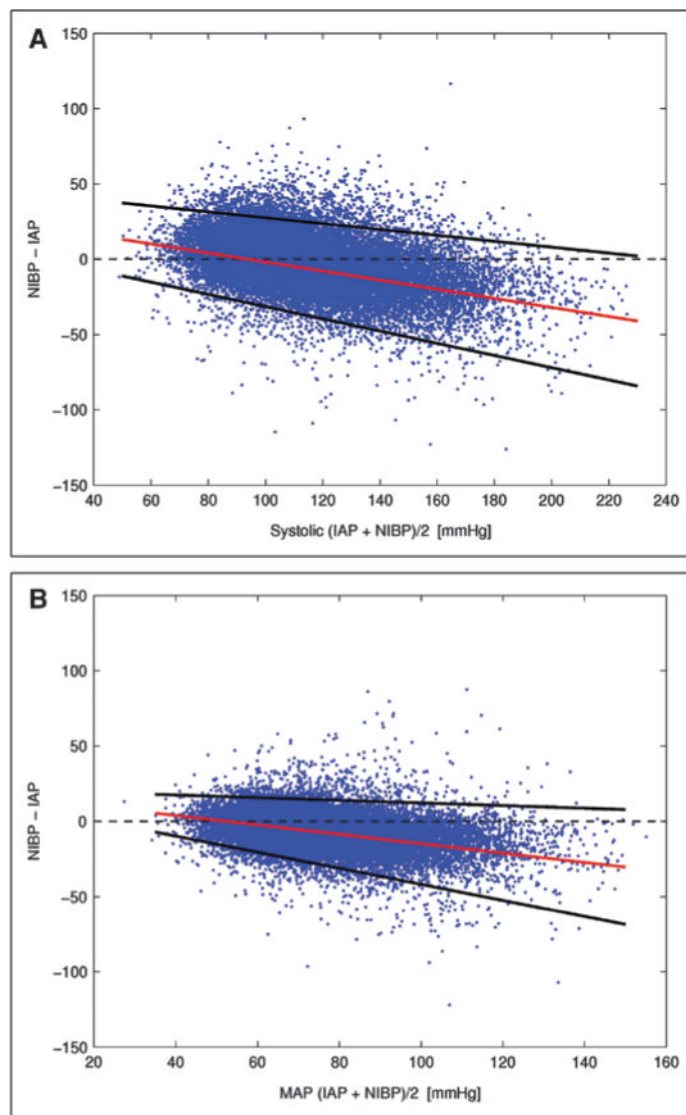 A
150
100
50
0
−50
−100
−150
NIBP − IAP
40 60 80 100 120 140 160 180 200 220 240
Systolic (IAP + NIBP)/2 [mmHg]
B
150
100
50
0
−50
−100
−150
NIBP − IAP
20 40 60 80 100 120 140 160
MAP (IAP + NIBP)/2 [mmHg]